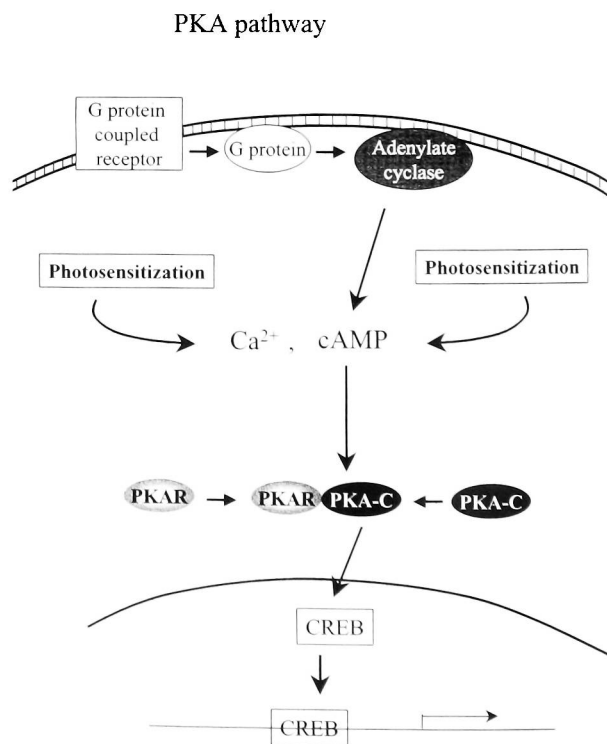 PKA pathway
G protein
coupled
receptor
G protein
Adenylate
cyclase
Photosensitization
Photosensitization
Ca²⁺ , cAMP
PKAR
PKAR
PKA-C
PKA-C
CREB
CREB